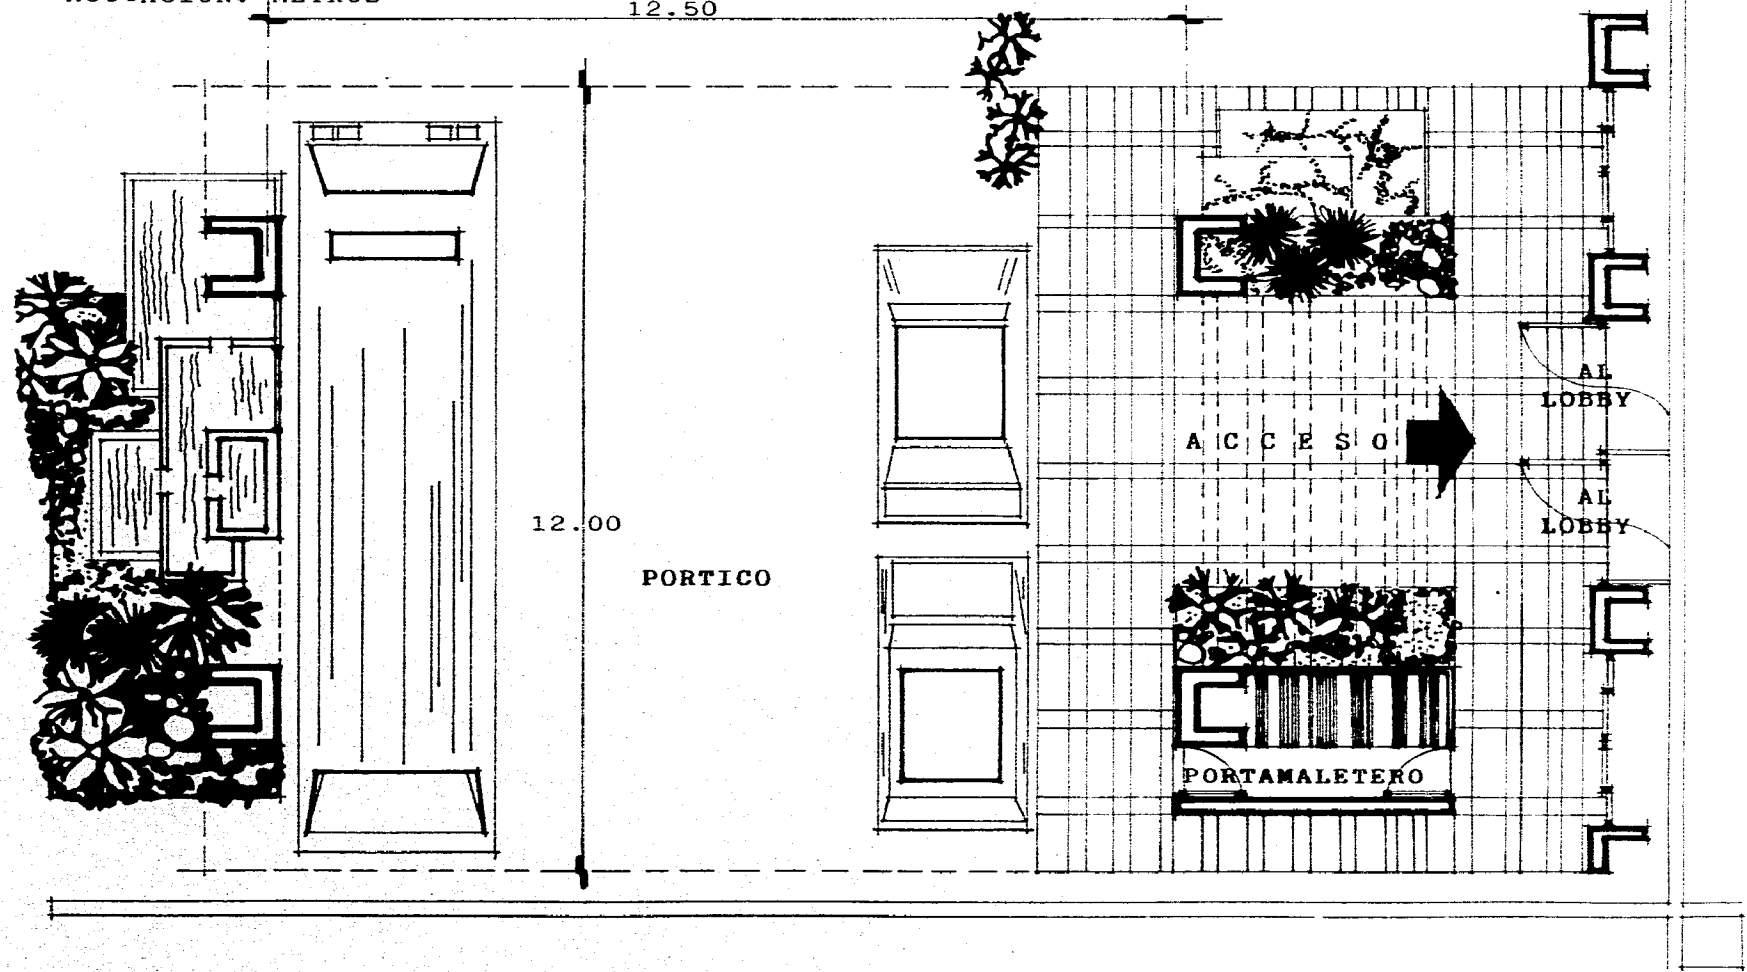 12.50
AL
LOBBY
ACCESO
AL
LOBBY
12.00
PORTICO
PORTAMALETERO